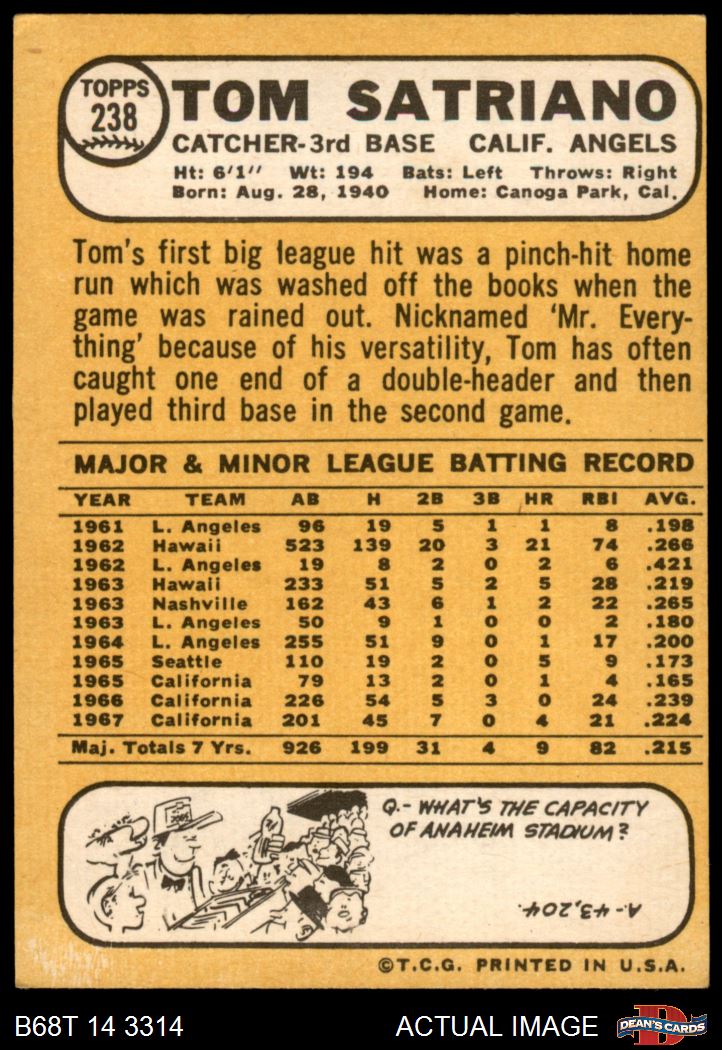 TOPPS
238
TOM SATRIANO
CATCHER-3rd BASE CALIF. ANGELS
Ht: 6'1" Wt: 194 Bats: Left Throws: Right
Born: Aug. 28, 1940 Home: Canoga Park, Cal.
Tom's first big league hit was a pinch-hit home
run which was washed off the books when the
game was rained out. Nicknamed 'Mr. Every-
thing' because of his versatility, Tom has often
caught one end of a double-header and then
played third base in the second game.
MAJOR & MINOR LEAGUE BATTING RECORD
YEAR TEAM AB H 2B 3B HR RBI AVG.
1961 L. Angeles 96 19 5 1 1 8 .198
1962 Hawaii 523 139 20 3 21 74 .266
1962 L. Angeles 19 8 2 0 2 6 .421
1963 Hawaii 233 51 5 2 5 28 .219
1963 Nashville 162 43 6 1 2 22 .265
1963 L. Angeles 50 9 1 0 0 2 .180
1964 L. Angeles 255 51 9 0 1 17 .200
1965 Seattle 110 19 2 0 5 9 .173
1965 California 79 13 2 0 1 4 .165
1966 California 226 54 5 3 0 24 .239
1967 California 201 45 7 0 4 21 .224
Maj. Totals 7 Yrs. 926 199 31 4 9 82 .215
Q.- WHAT'S THE CAPACITY
OF ANAHEIM STADIUM?
A.- 43,204.
©T.C.G. PRINTED IN U.S.A.
B68T 14 3314 ACTUAL IMAGE
D
DEAN'S CARDS